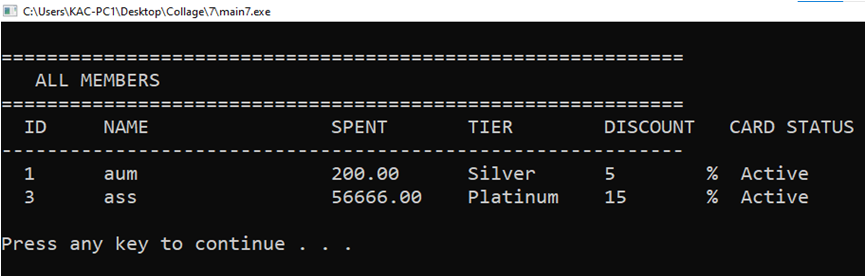 C:\Users\KAC-PC1\Desktop\Collage\7\main7.exe
============================================================
ALL MEMBERS
============================================================
ID NAME SPENT TIER DISCOUNT CARD STATUS
------------------------------------------------------------
1 aum 200.00 Silver 5 % Active
3 ass 56666.00 Platinum 15 % Active
Press any key to continue . . .